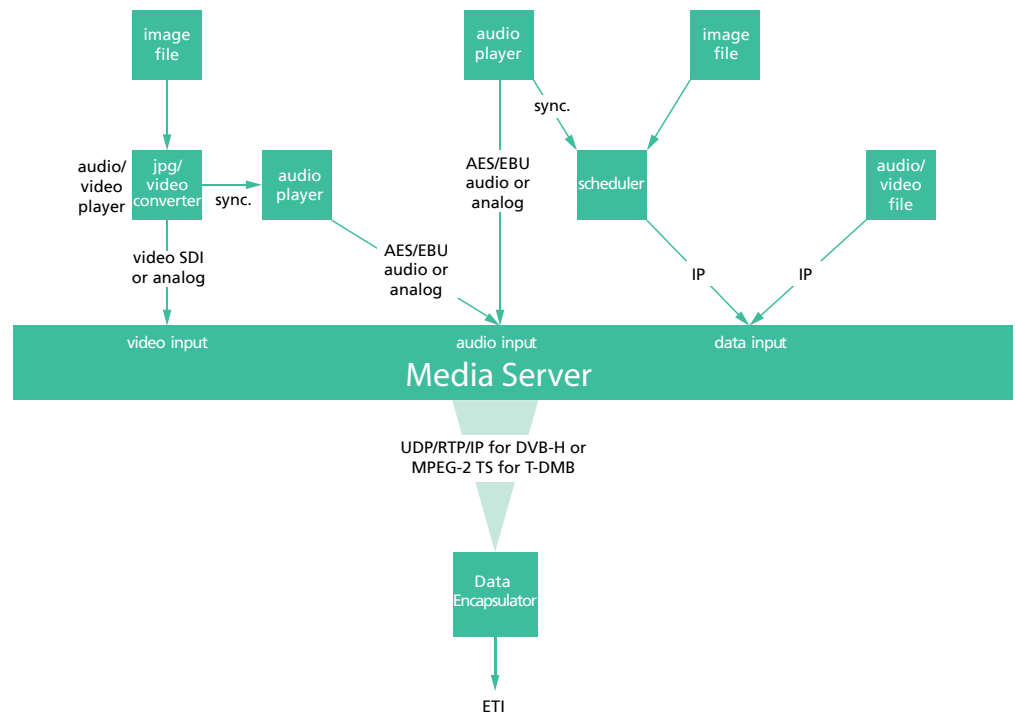 image
file
audio
player
image
file
sync.
audio/
video
player
jpg/
video
converter
sync.
audio
player
AES/EBU
audio or
analog
scheduler
audio/
video
file
video SDI
or analog
AES/EBU
audio or
analog
IP
IP
video input
audio input
data input
Media Server
UDP/RTP/IP for DVB-H or
MPEG-2 TS for T-DMB
Data
Encapsulator
ETI